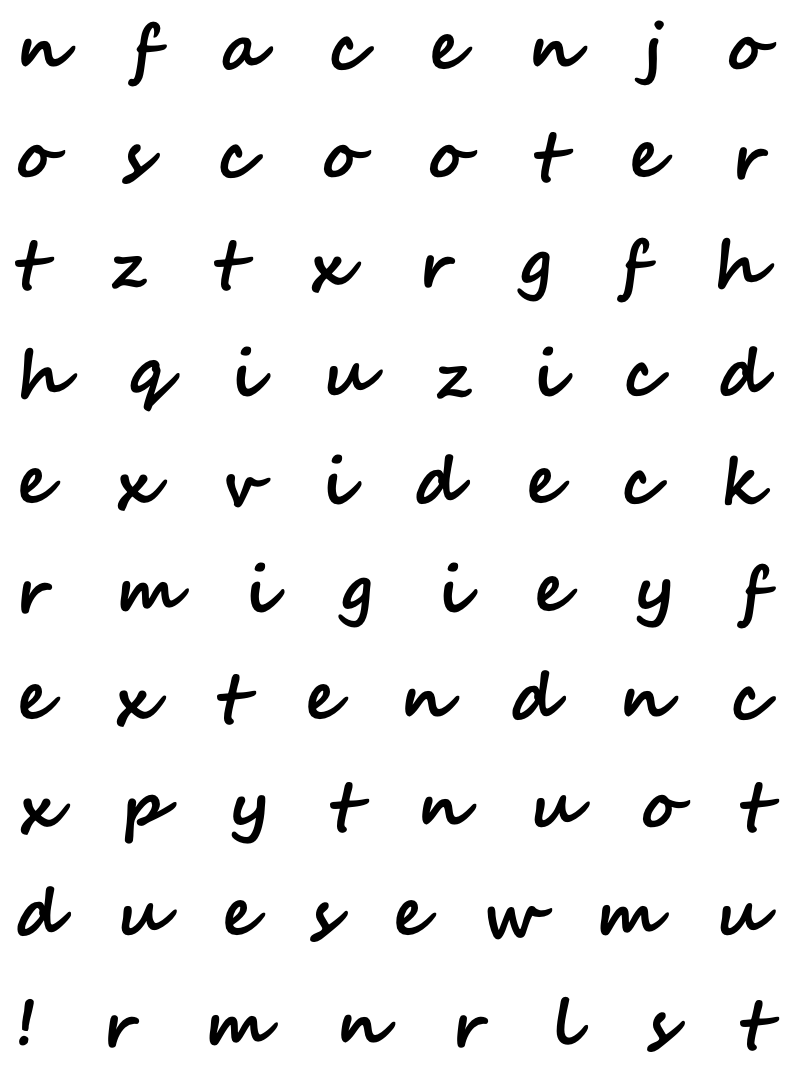 n f a c e n j o
o s c o o t e r
t z t x r g f h
h q i u z i c d
e x v i d e c k
r m i g i e y f
e x t e n d n c
x p y t n u o t
d u e s e w m u
! r m n r l s t